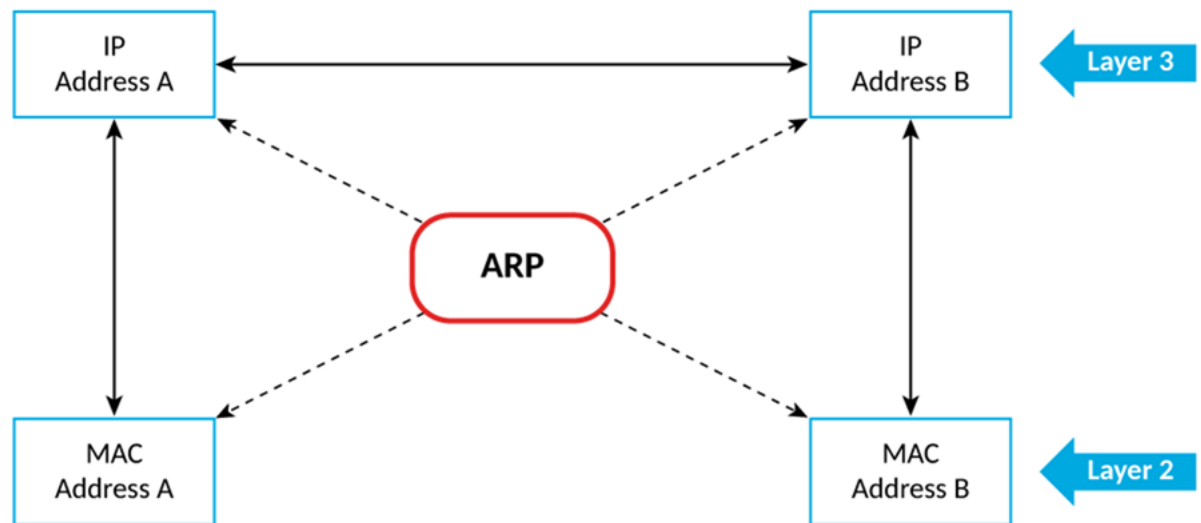 IP
Address A
IP
Address B
Layer 3
ARP
MAC
Address A
MAC
Address B
Layer 2